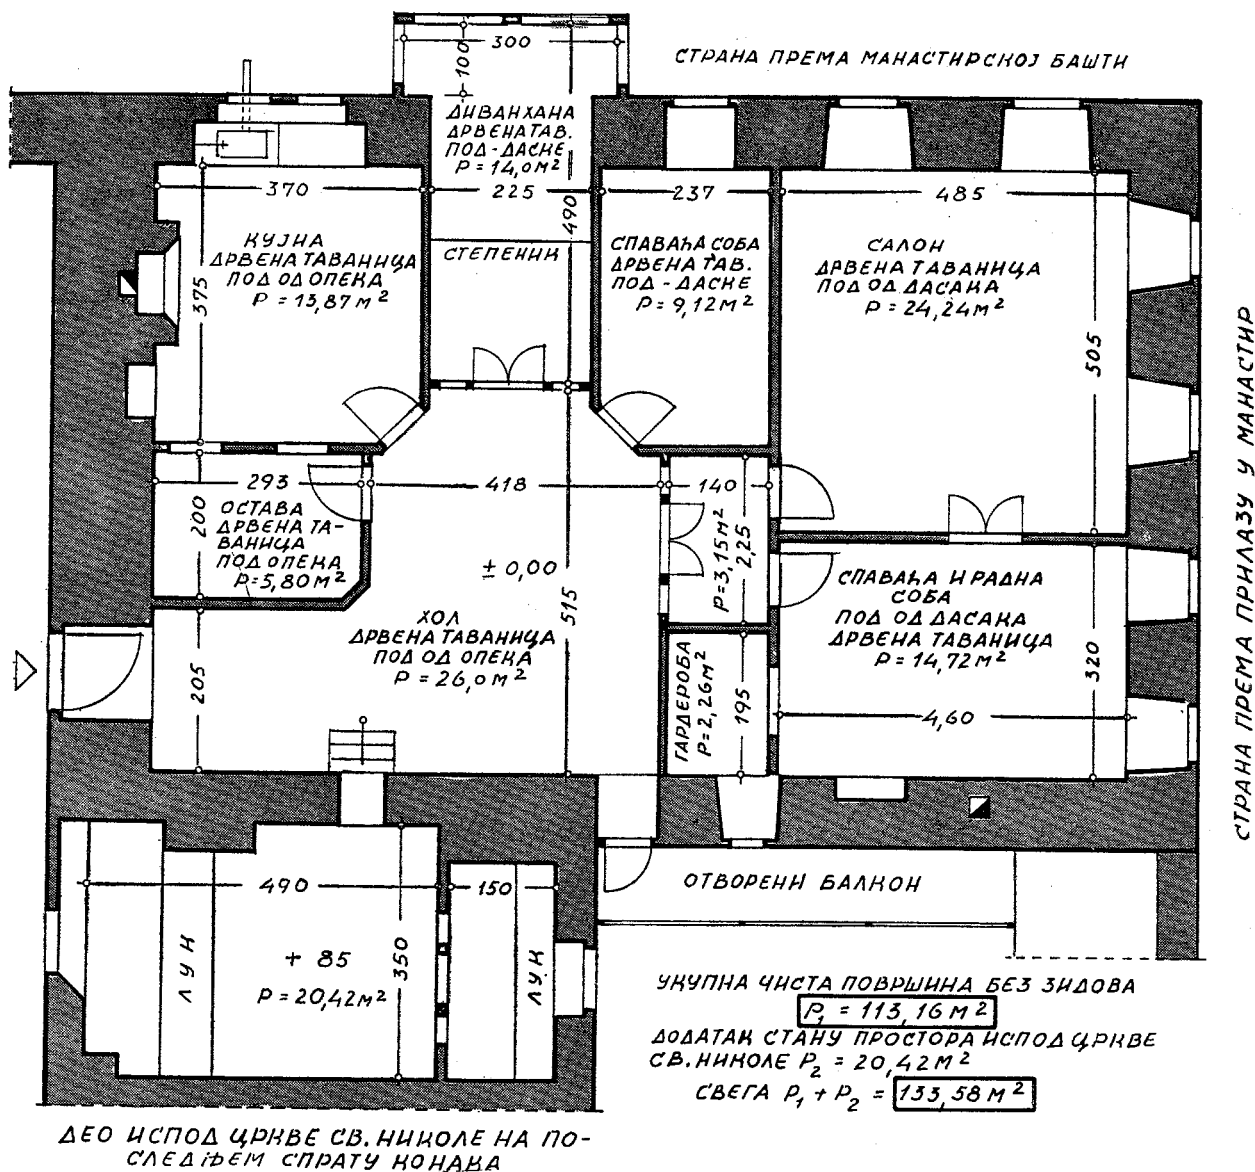 СТРАНА ПРЕМА МАНАСТИРСКОЈ БАШТИ
300
100
ДИВАНХАНА
ДРВЕНА ТАВ.
ПОД-ДАСКЕ
P = 14,0 м²
225
490
СТЕПЕНИК
370
375
КУЈНА
ДРВЕНА ТАВАНИЦА
ПОД ОД ОПЕКА
P = 13,87 м²
237
СПАВАЋА СОБА
ДРВЕНА ТАВ.
ПОД - ДАСКЕ
P = 9,12 м²
485
505
САЛОН
ДРВЕНА ТАВАНИЦА
ПОД ОД ДАСАКА
P = 24,24 м²
293
200
ОСТАВА
ДРВЕНА ТА-
ВАНИЦА
ПОД ОПЕКА
P=5,80 м²
418
515
± 0,00
ХОЛ
ДРВЕНА ТАВАНИЦА
ПОД ОД ОПЕКА
P = 26,0 м²
205
140
P=3,15 м²
2,25
ГАРДЕРОБА
P=2,26 м²
195
СПАВАЋА И РАДНА
СОБА
ПОД ОД ДАСАКА
ДРВЕНА ТАВАНИЦА
P = 14,72 м²
320
4,60
СТРАНА ПРЕМА ПРИЛАЗУ У МАНАСТИР
490
ЛУК
+ 85
P = 20,42 м²
350
150
ЛУК
ОТВОРЕНИ БАЛКОН
УКУПНА ЧИСТА ПОВРШИНА БЕЗ ЗИДОВА
P₁ = 113,16 м²
ДОДАТАК СТАНУ ПРОСТОРА ИСПОД ЦРКВЕ
СВ. НИКОЛЕ P₂ = 20,42 м²
СВЕГА P₁ + P₂ = 133,58 м²
ДЕО ИСПОД ЦРКВЕ СВ. НИКОЛЕ НА ПО-
СЛЕДЊЕМ СПРАТУ КОНАКА